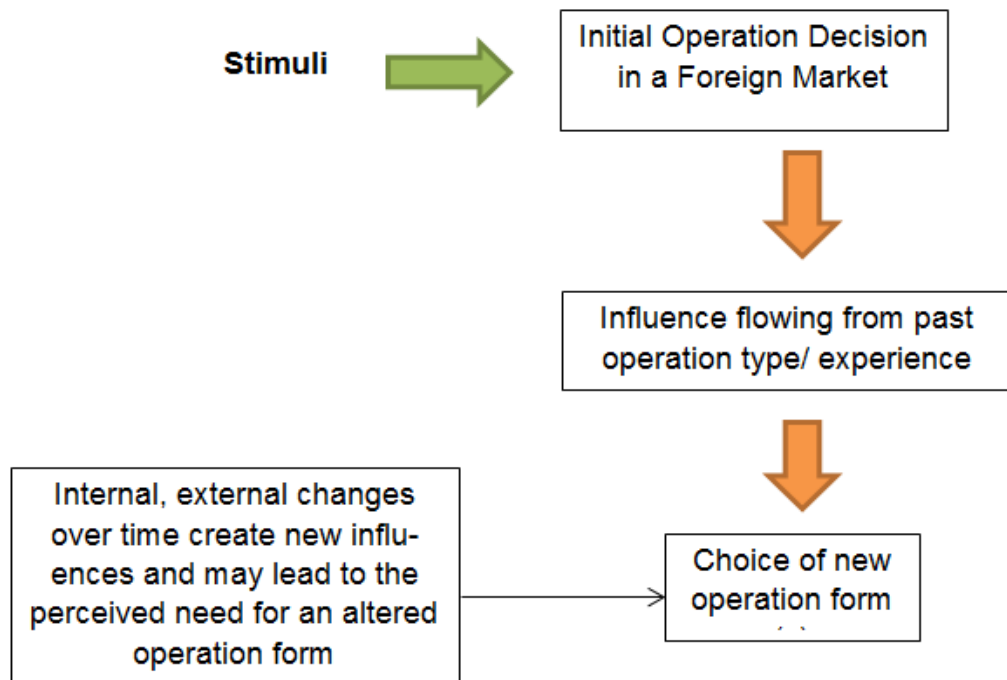 Stimuli
Initial Operation Decision
in a Foreign Market
Influence flowing from past
operation type/ experience
Internal, external changes
over time create new influ-
ences and may lead to the
perceived need for an altered
operation form
Choice of new
operation form